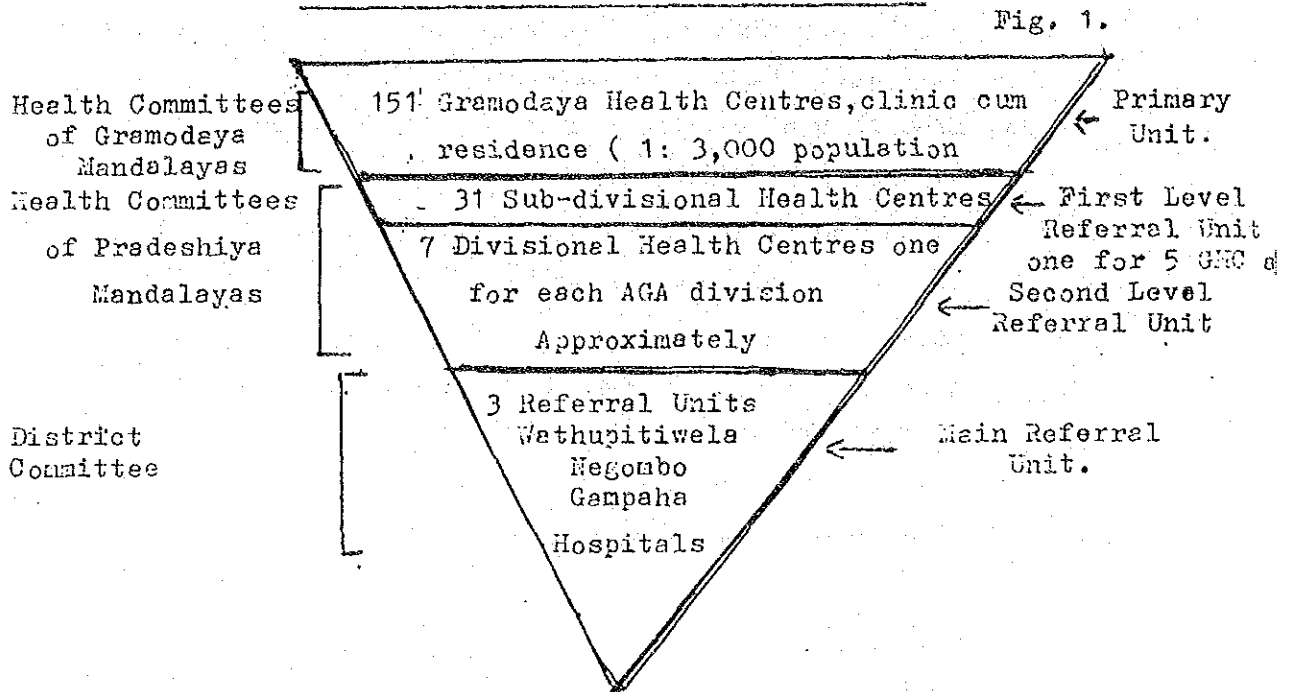 Fig. 1.
Health Committees
of Gramodaya
Mandalayas
151 Gramodaya Health Centres, clinic cum
residence ( 1: 3,000 population
Primary
Unit.
Health Committees
of Pradeshiya
Mandalayas
31 Sub-divisional Health Centres
First Level
Referral Unit
one for 5 GHC
7 Divisional Health Centres one
for each AGA division
Approximately
Second Level
Referral Unit
District
Committee
3 Referral Units
Wathupitiwela
Negombo
Gampaha
Hospitals
Main Referral
Unit.